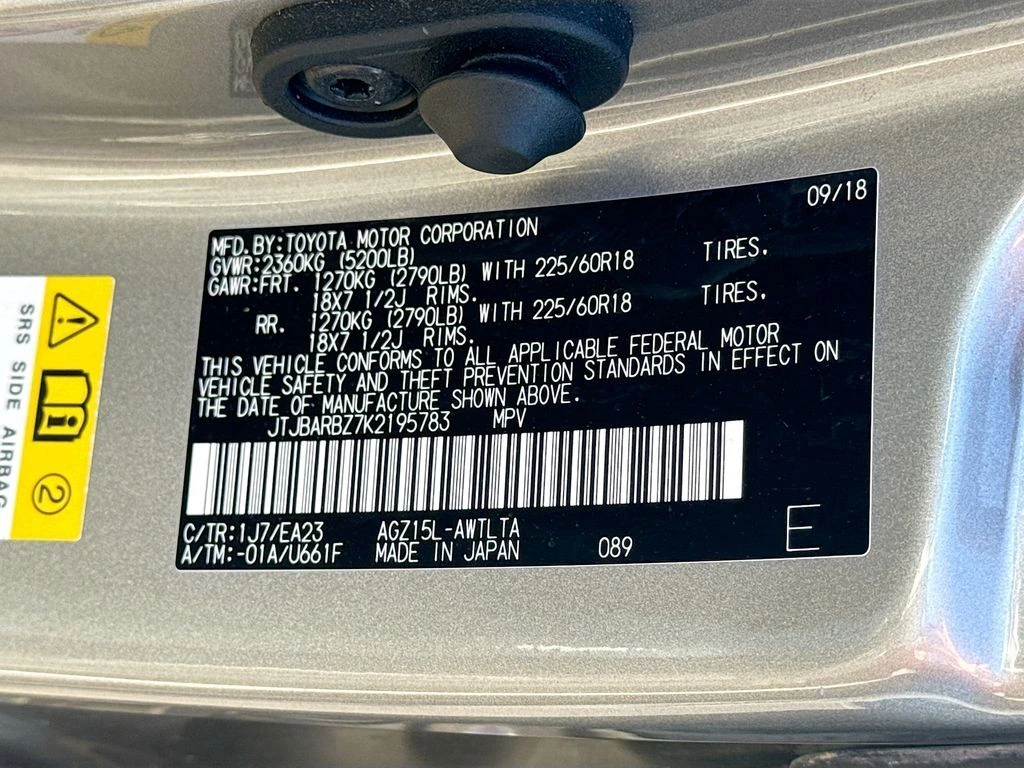 09/18
MFD.BY:TOYOTA MOTOR CORPORATION
GVWR:2360KG (5200LB)
GAWR:FRT. 1270KG (2790LB) WITH 225/60R18 TIRES.
18X7 1/2J RIMS.
RR. 1270KG (2790LB) WITH 225/60R18 TIRES.
18X7 1/2J RIMS.
THIS VEHICLE CONFORMS TO ALL APPLICABLE FEDERAL MOTOR
VEHICLE SAFETY AND THEFT PREVENTION STANDARDS IN EFFECT ON
THE DATE OF MANUFACTURE SHOWN ABOVE.
JTJBARBZ7K2195783 MPV
C/TR:1J7/EA23 AGZ15L-AWTLTA
A/TM:-01A/U661F MADE IN JAPAN 089 E
SRS SIDE AIRBAG
2